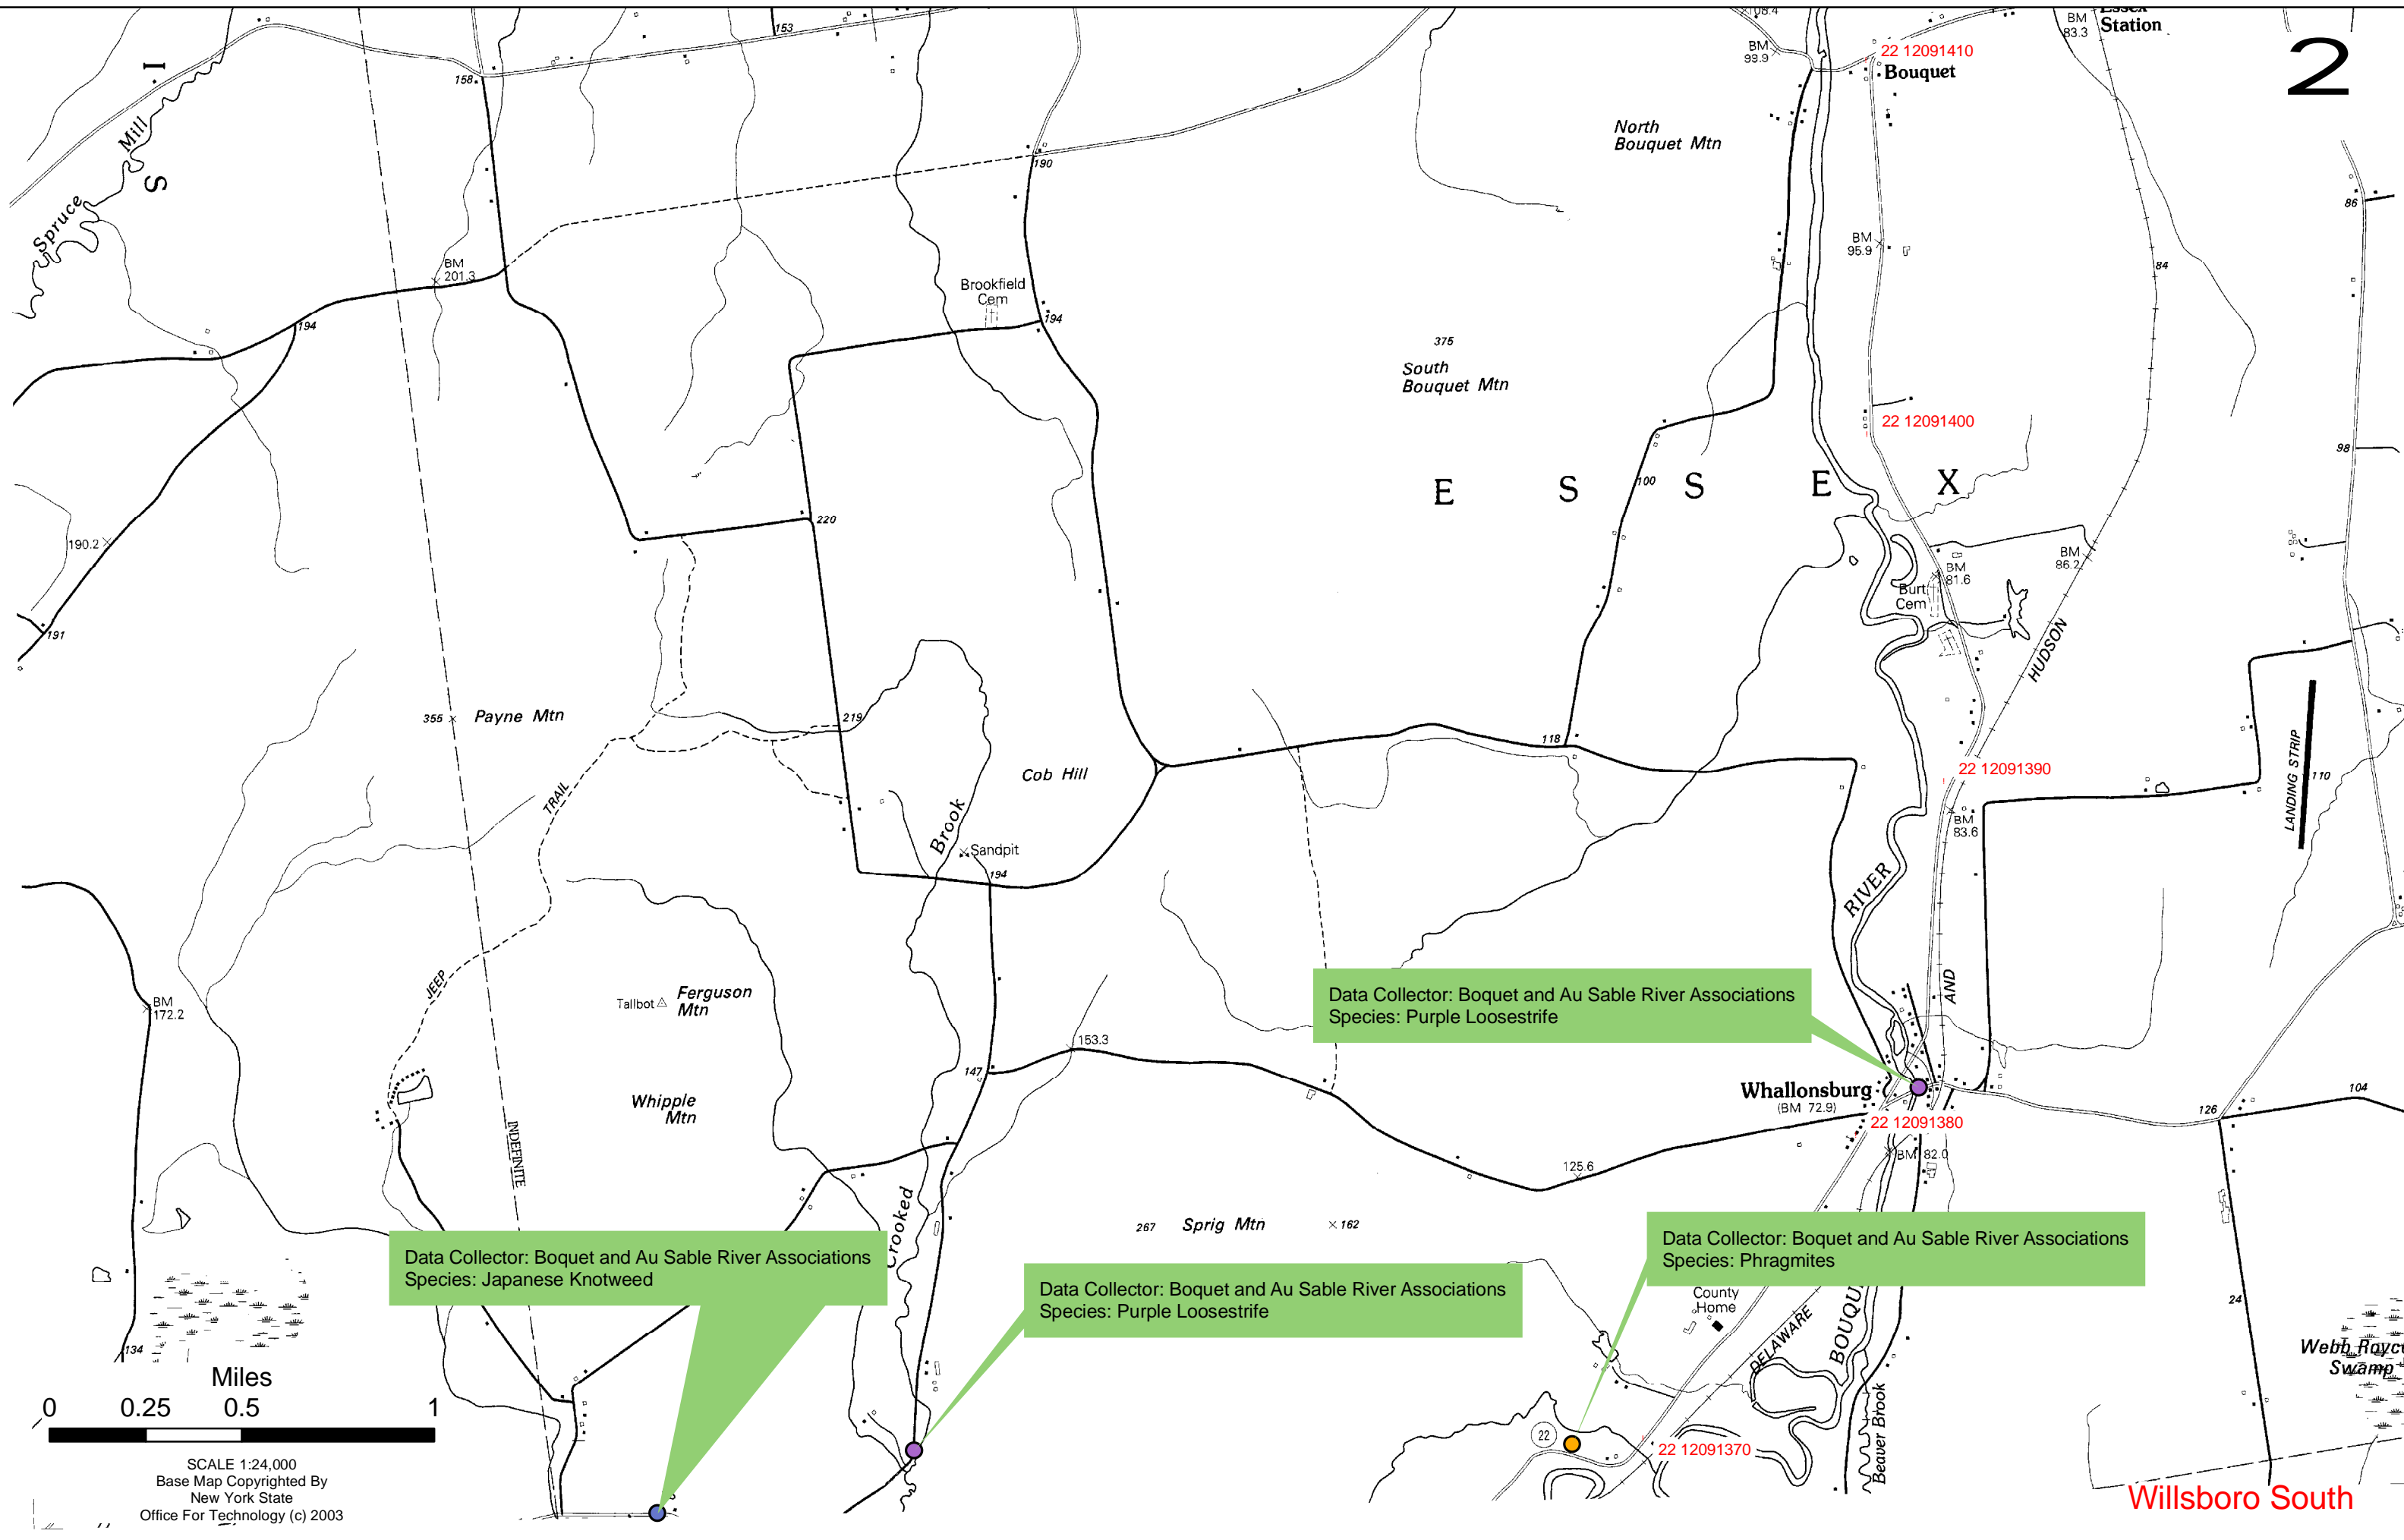 153
108.4
Essex
Station
BM
83.3
2
BM
99.9
22 12091410
Bouquet
158
I
S
Spruce Mill
North
Bouquet Mtn
190
86
BM
95.9
84
BM
201.3
Brookfield
Cem
194
194
375
South
Bouquet Mtn
22 12091400
98
E S S E X
100
220
190.2
BM
86.2
BM
81.6
Burt
Cem
191
HUDSON
355
Payne Mtn
219
118
Cob Hill
22 12091390
LANDING STRIP
110
TRAIL
Brook
Sandpit
BM
83.6
194
RIVER
JEEP
AND
BM
172.2
Tallbot
Ferguson
Mtn
Data Collector: Boquet and Au Sable River Associations
Species: Purple Loosestrife
153.3
147
Whipple
Mtn
Whallonsburg
(BM 72.9)
22 12091380
126
104
INDEFINITE
125.6
BM 82.0
Crooked
267
Sprig Mtn
162
Data Collector: Boquet and Au Sable River Associations
Species: Japanese Knotweed
Data Collector: Boquet and Au Sable River Associations
Species: Purple Loosestrife
Data Collector: Boquet and Au Sable River Associations
Species: Phragmites
County
Home
DELAWARE
BOUQU
24
134
Webb Royce
Swamp
Miles
0 0.25 0.5 1
22
22 12091370
Beaver Brook
SCALE 1:24,000
Base Map Copyrighted By
New York State
Office For Technology (c) 2003
Willsboro South